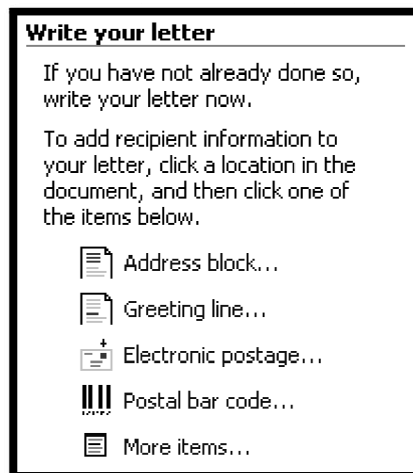 Write your letter
If you have not already done so,
write your letter now.
To add recipient information to
your letter, click a location in the
document, and then click one of
the items below.
Address block...
Greeting line...
Electronic postage...
Postal bar code...
More items...